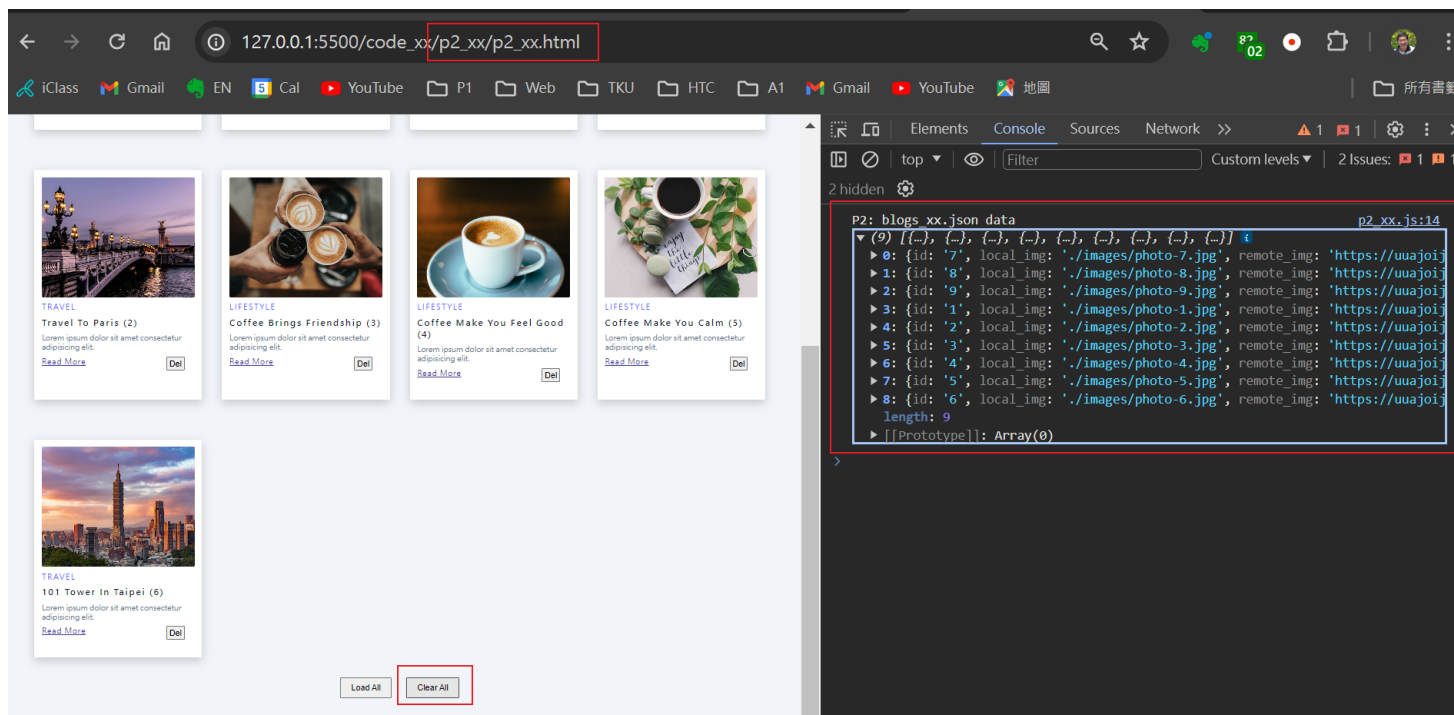 127.0.0.1:5500/code_xx/p2_xx/p2_xx.html
82
02
iClass Gmail EN 5 Cal YouTube P1 Web TKU HTC A1 Gmail YouTube 地圖 所有書籤
Elements Console Sources Network 1 1
top Filter Custom levels 2 Issues: 1 1
2 hidden
P2: blogs_xx.json data p2_xx.js:14
(9) [{…}, {…}, {…}, {…}, {…}, {…}, {…}, {…}, {…}] i
0: {id: '7', local_img: './images/photo-7.jpg', remote_img: 'https://uuajoij
1: {id: '8', local_img: './images/photo-8.jpg', remote_img: 'https://uuajoij
2: {id: '9', local_img: './images/photo-9.jpg', remote_img: 'https://uuajoij
3: {id: '1', local_img: './images/photo-1.jpg', remote_img: 'https://uuajoij
4: {id: '2', local_img: './images/photo-2.jpg', remote_img: 'https://uuajoij
5: {id: '3', local_img: './images/photo-3.jpg', remote_img: 'https://uuajoij
6: {id: '4', local_img: './images/photo-4.jpg', remote_img: 'https://uuajoij
7: {id: '5', local_img: './images/photo-5.jpg', remote_img: 'https://uuajoij
8: {id: '6', local_img: './images/photo-6.jpg', remote_img: 'https://uuajoij
length: 9
[[Prototype]]: Array(0)
TRAVEL
Travel To Paris (2)
Lorem ipsum dolor sit amet consectetur
adipisicing elit.
Read More Del
LIFESTYLE
Coffee Brings Friendship (3)
Lorem ipsum dolor sit amet consectetur
adipisicing elit.
Read More Del
LIFESTYLE
Coffee Make You Feel Good
(4)
Lorem ipsum dolor sit amet consectetur
adipisicing elit.
Read More Del
enjoy
the
little
things
LIFESTYLE
Coffee Make You Calm (5)
Lorem ipsum dolor sit amet consectetur
adipisicing elit.
Read More Del
TRAVEL
101 Tower In Taipei (6)
Lorem ipsum dolor sit amet consectetur
adipisicing elit.
Read More Del
Load All Clear All